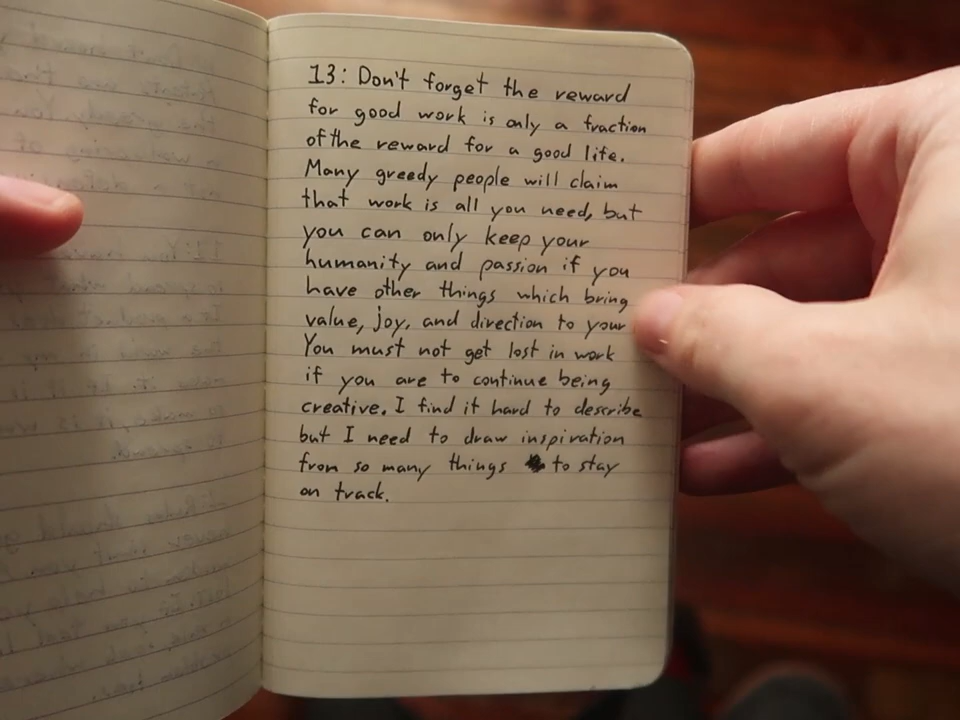 13: Don't forget the reward
for good work is only a fraction
of the reward for a good life.
Many greedy people will claim
that work is all you need, but
you can only keep your
humanity and passion if you
have other things which bring
value, joy, and direction to your
You must not get lost in work
if you are to continue being
creative. I find it hard to describe
but I need to draw inspiration
from so many things to stay
on track.